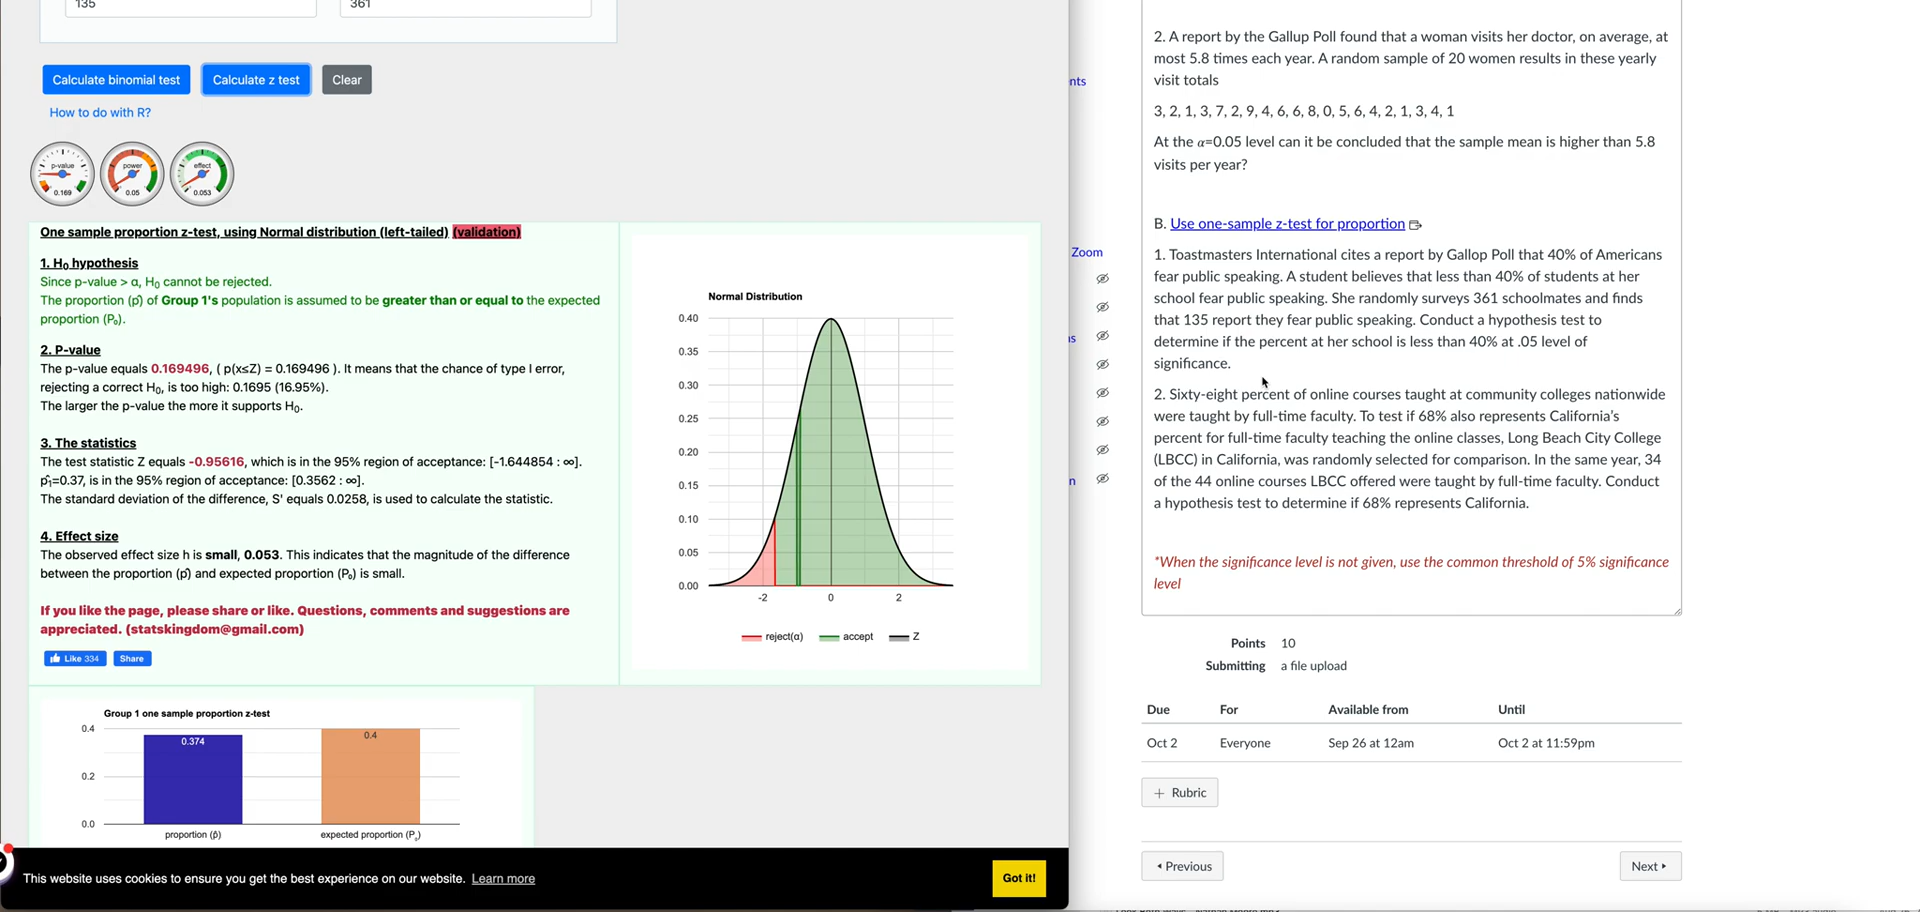 135
361
Calculate binomial test
Calculate z test
Clear
How to do with R?
p-value
0.169
power
0.05
effect
0.053
One sample proportion z-test, using Normal distribution (left-tailed) (validation)
1. H₀ hypothesis
Since p-value > α, H₀ cannot be rejected.
The proportion (p̂) of Group 1's population is assumed to be greater than or equal to the expected
proportion (P₀).
2. P-value
The p-value equals 0.169496, ( p(x≤Z) = 0.169496 ). It means that the chance of type I error,
rejecting a correct H₀, is too high: 0.1695 (16.95%).
The larger the p-value the more it supports H₀.
3. The statistics
The test statistic Z equals -0.95616, which is in the 95% region of acceptance: [-1.644854 : ∞].
p̂₁=0.37, is in the 95% region of acceptance: [0.3562 : ∞].
The standard deviation of the difference, S' equals 0.0258, is used to calculate the statistic.
4. Effect size
The observed effect size h is small, 0.053. This indicates that the magnitude of the difference
between the proportion (p̂) and expected proportion (P₀) is small.
If you like the page, please share or like. Questions, comments and suggestions are
appreciated. (statskingdom@gmail.com)
Like 334
Share
Normal Distribution
0.40
0.35
0.30
0.25
0.20
0.15
0.10
0.05
0.00
-2
0
2
reject(α)
accept
Z
Group 1 one sample proportion z-test
0.4
0.2
0.0
0.374
0.4
proportion (p̂)
expected proportion (P₀)
This website uses cookies to ensure you get the best experience on our website. Learn more
Got it!
nts
Zoom
ıs
n
2. A report by the Gallup Poll found that a woman visits her doctor, on average, at
most 5.8 times each year. A random sample of 20 women results in these yearly
visit totals
3, 2, 1, 3, 7, 2, 9, 4, 6, 6, 8, 0, 5, 6, 4, 2, 1, 3, 4, 1
At the α=0.05 level can it be concluded that the sample mean is higher than 5.8
visits per year?
B. Use one-sample z-test for proportion
1. Toastmasters International cites a report by Gallop Poll that 40% of Americans
fear public speaking. A student believes that less than 40% of students at her
school fear public speaking. She randomly surveys 361 schoolmates and finds
that 135 report they fear public speaking. Conduct a hypothesis test to
determine if the percent at her school is less than 40% at .05 level of
significance.
2. Sixty-eight percent of online courses taught at community colleges nationwide
were taught by full-time faculty. To test if 68% also represents California's
percent for full-time faculty teaching the online classes, Long Beach City College
(LBCC) in California, was randomly selected for comparison. In the same year, 34
of the 44 online courses LBCC offered were taught by full-time faculty. Conduct
a hypothesis test to determine if 68% represents California.
*When the significance level is not given, use the common threshold of 5% significance
level
Points 10
Submitting a file upload
Due For Available from Until
Oct 2 Everyone Sep 26 at 12am Oct 2 at 11:59pm
+ Rubric
Previous
Next